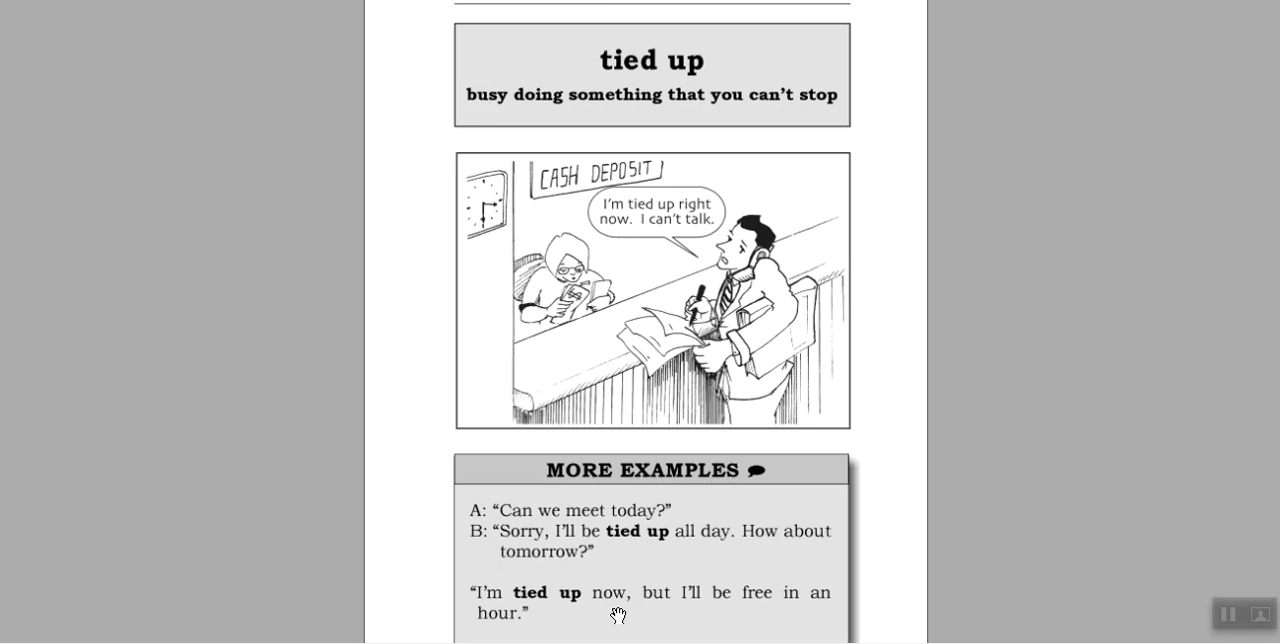 tied up
busy doing something that you can’t stop
CASH DEPOSIT
I’m tied up right
now. I can’t talk.
MORE EXAMPLES
A: “Can we meet today?”
B: “Sorry, I’ll be tied up all day. How about
tomorrow?”
“I’m tied up now, but I’ll be free in an
hour.”